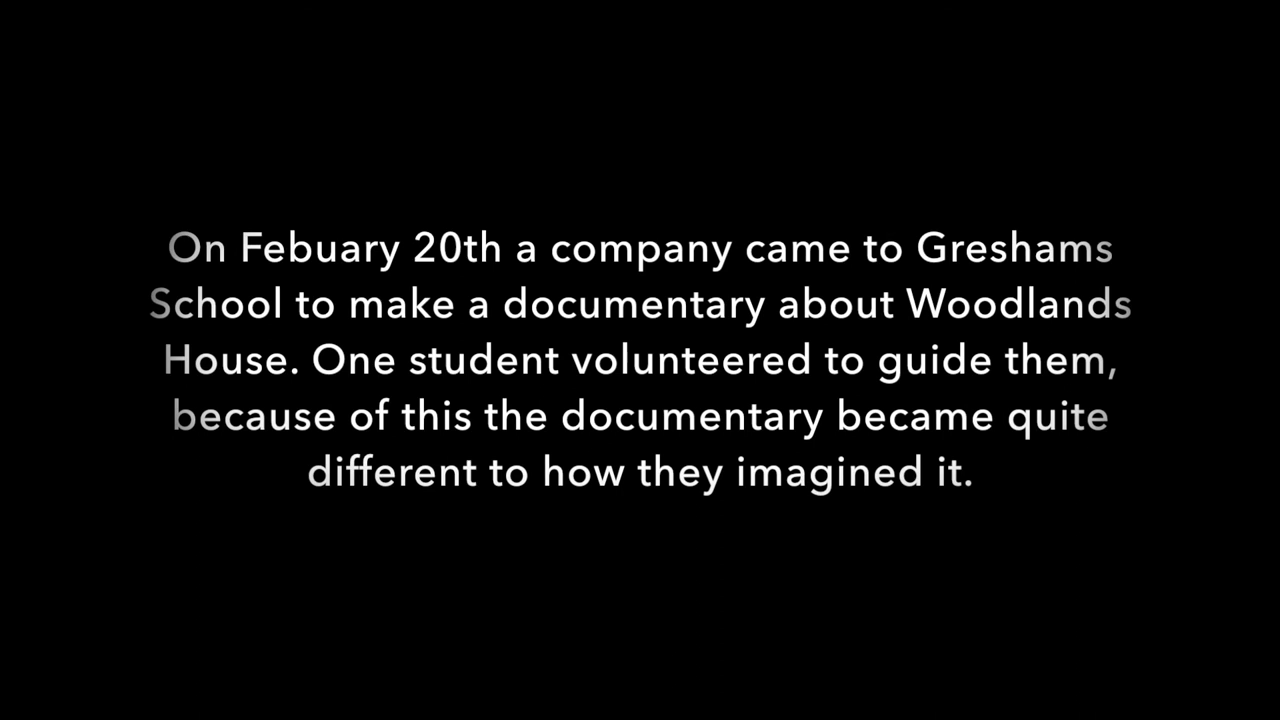 On Febuary 20th a company came to Greshams
School to make a documentary about Woodlands
House. One student volunteered to guide them,
because of this the documentary became quite
different to how they imagined it.